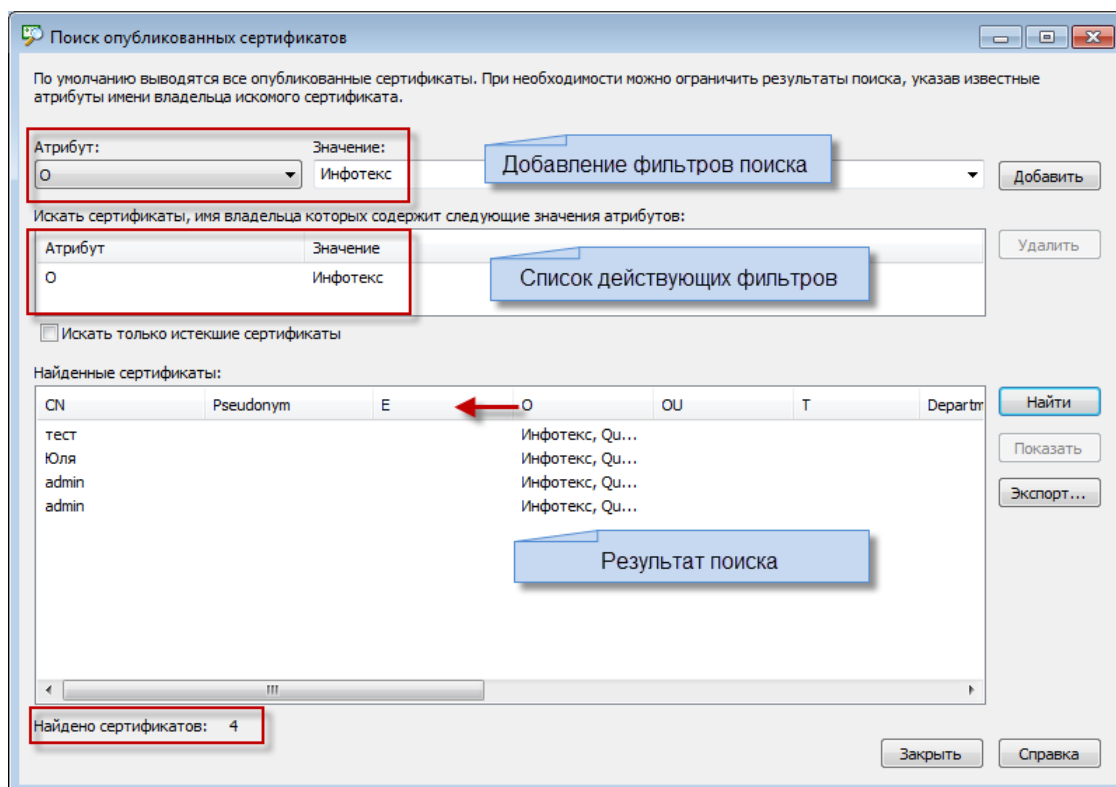 Поиск опубликованных сертификатов
По умолчанию выводятся все опубликованные сертификаты. При необходимости можно ограничить результаты поиска, указав известные
атрибуты имени владельца искомого сертификата.
Атрибут: Значение:
O Инфотекс Добавление фильтров поиска Добавить
Искать сертификаты, имя владельца которых содержит следующие значения атрибутов:
Атрибут Значение Удалить
O Инфотекс Список действующих фильтров
Искать только истекшие сертификаты
Найденные сертификаты:
CN Pseudonym E O OU T Departm Найти
тест Инфотекс, Qu...
Юля Инфотекс, Qu... Показать
admin Инфотекс, Qu...
admin Инфотекс, Qu... Экспорт...
Результат поиска
Найдено сертификатов: 4
Закрыть Справка